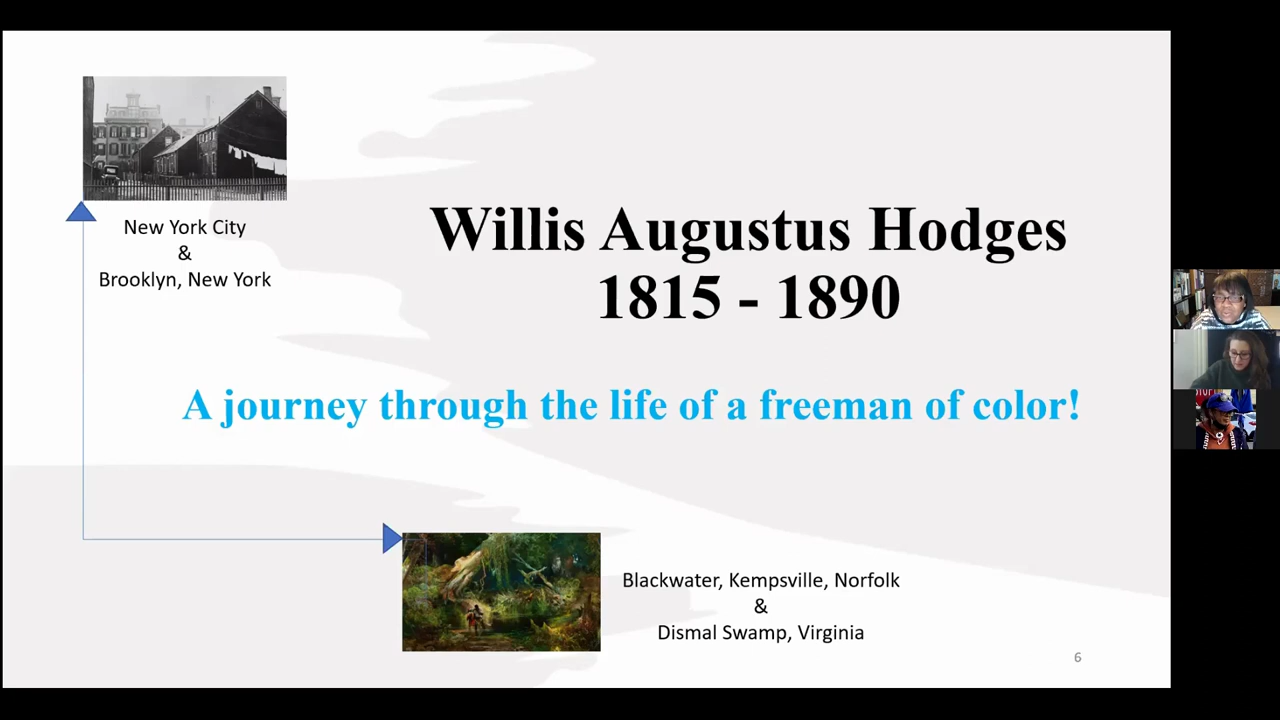 New York City
&
Brooklyn, New York
Willis Augustus Hodges
1815 - 1890
A journey through the life of a freeman of color!
Blackwater, Kempsville, Norfolk
&
Dismal Swamp, Virginia
6